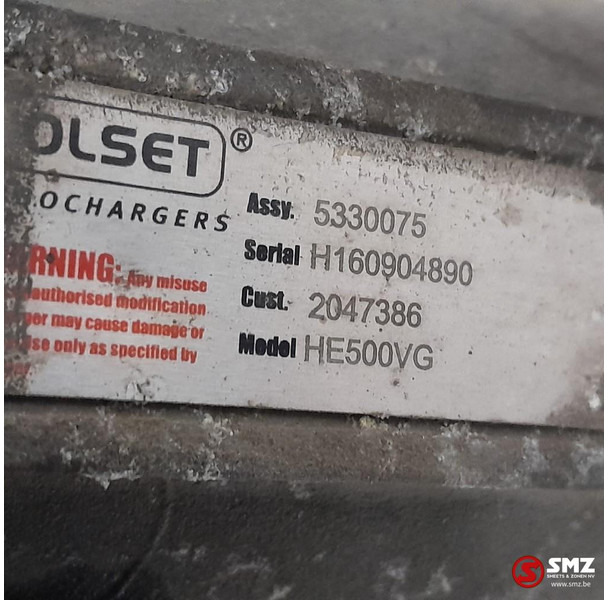 OLSET®
OCHARGERS
Assy. 5330075
Serial H160904890
Cust. 2047386
Model HE500VG
RNING: Any misuse
authorised modification
per may cause damage or
se only as specified by
SMZ
SMEETS & ZONEN NV
www.smz.be